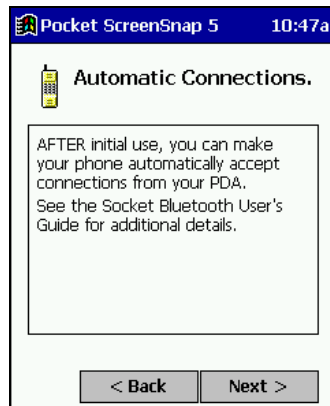 Pocket ScreenSnap 5 10:47a
Automatic Connections.
AFTER initial use, you can make
your phone automatically accept
connections from your PDA.
See the Socket Bluetooth User's
Guide for additional details.
< Back Next >